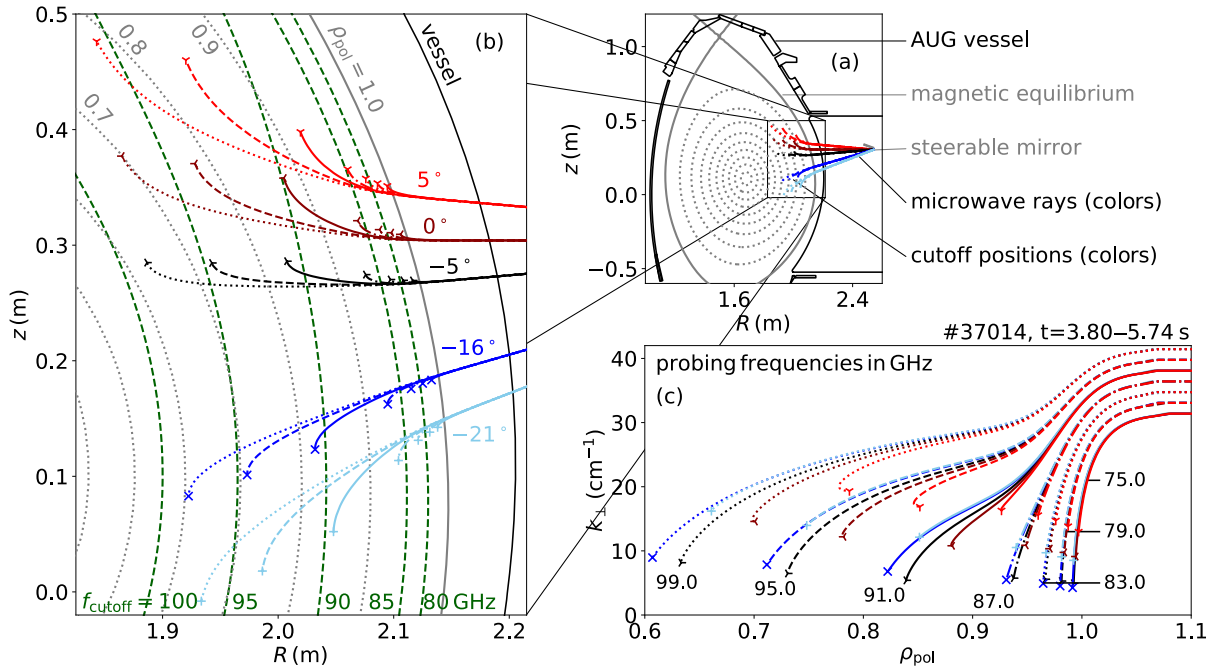 (b)
0.5
0.4
0.3
0.2
0.1
0.0
z (m)
1.9
2.0
2.1
2.2
R (m)
0.7
0.8
0.9
ρpol = 1.0
vessel
5°
0°
−5°
−16°
−21°
fcutoff = 100
95
90
85
80 GHz
(a)
1.0
0.5
0.0
−0.5
z (m)
1.6
2.4
R (m)
AUG vessel
magnetic equilibrium
steerable mirror
microwave rays (colors)
cutoff positions (colors)
#37014, t=3.80−5.74 s
probing frequencies in GHz
(c)
40
30
20
10
0
k⊥ (cm⁻¹)
75.0
79.0
83.0
87.0
91.0
95.0
99.0
0.6
0.7
0.8
0.9
1.0
1.1
ρpol